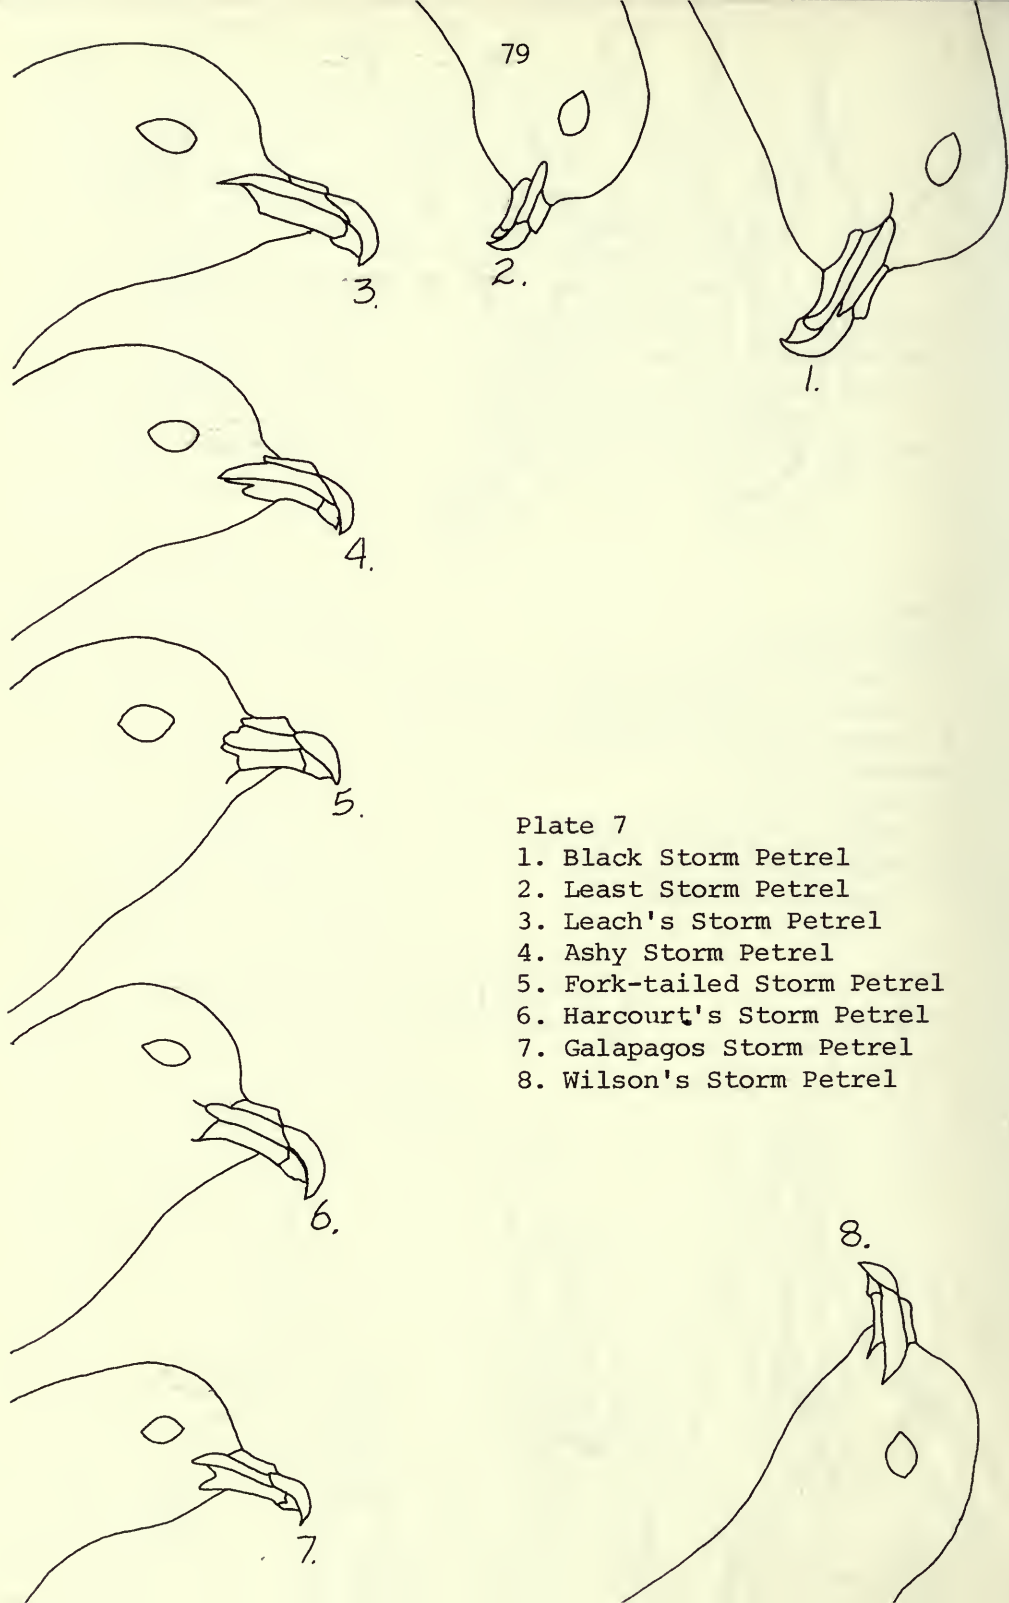 79
2.
1.
3.
4.
5.
Plate 7
1. Black Storm Petrel
2. Least Storm Petrel
3. Leach's Storm Petrel
4. Ashy Storm Petrel
5. Fork-tailed Storm Petrel
6. Harcourt's Storm Petrel
7. Galapagos Storm Petrel
8. Wilson's Storm Petrel
6.
8.
7.